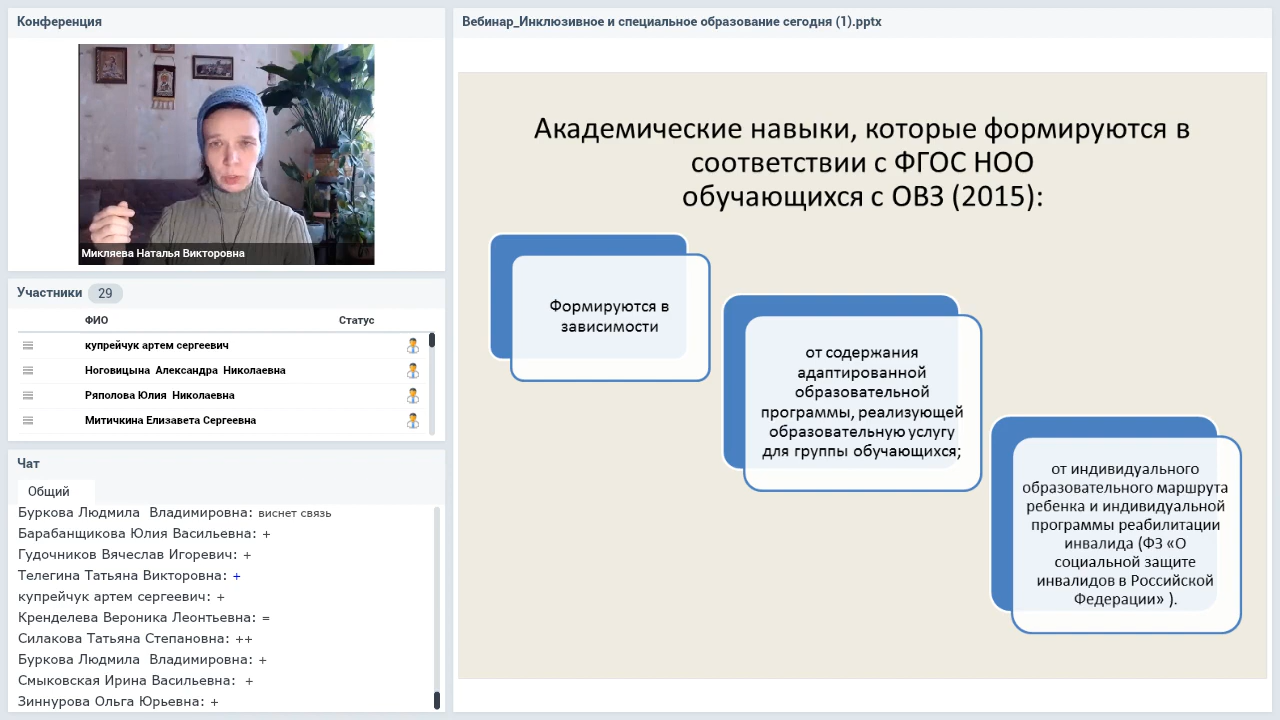 Конференция
Микляева Наталья Викторовна
Участники 29
ФИО Статус
купрейчук артем сергеевич
Ноговицына Александра Николаевна
Ряполова Юлия Николаевна
Митичкина Елизавета Сергеевна
Чат
Общий
Буркова Людмила Владимировна: виснет связь
Барабанщикова Юлия Васильевна: +
Гудочников Вячеслав Игоревич: +
Телегина Татьяна Викторовна: +
купрейчук артем сергеевич: +
Кренделева Вероника Леонтьевна: =
Силакова Татьяна Степановна: ++
Буркова Людмила Владимировна: +
Смыковская Ирина Васильевна: +
Зиннурова Ольга Юрьевна: +
Вебинар_Инклюзивное и специальное образование сегодня (1).pptx
Академические навыки, которые формируются в
соответствии с ФГОС НОО
обучающихся с ОВЗ (2015):
Формируются в
зависимости
от содержания
адаптированной
образовательной
программы, реализующей
образовательную услугу
для группы обучающихся;
от индивидуального
образовательного маршрута
ребенка и индивидуальной
программы реабилитации
инвалида (ФЗ «О
социальной защите
инвалидов в Российской
Федерации» ).